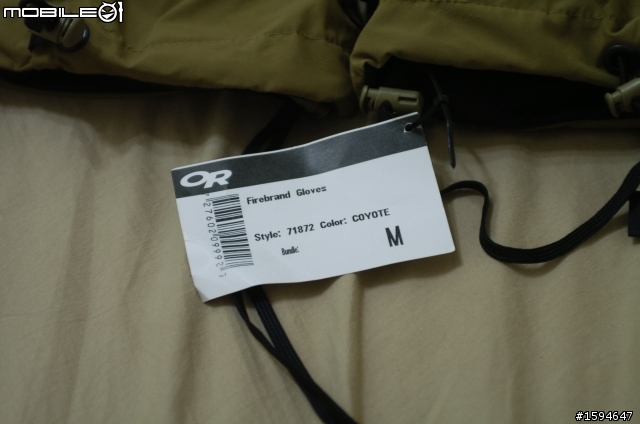 MOBILE01
OR
Firebrand Gloves
Style: 71872 Color: COYOTE
Bundle:
M
#1594647